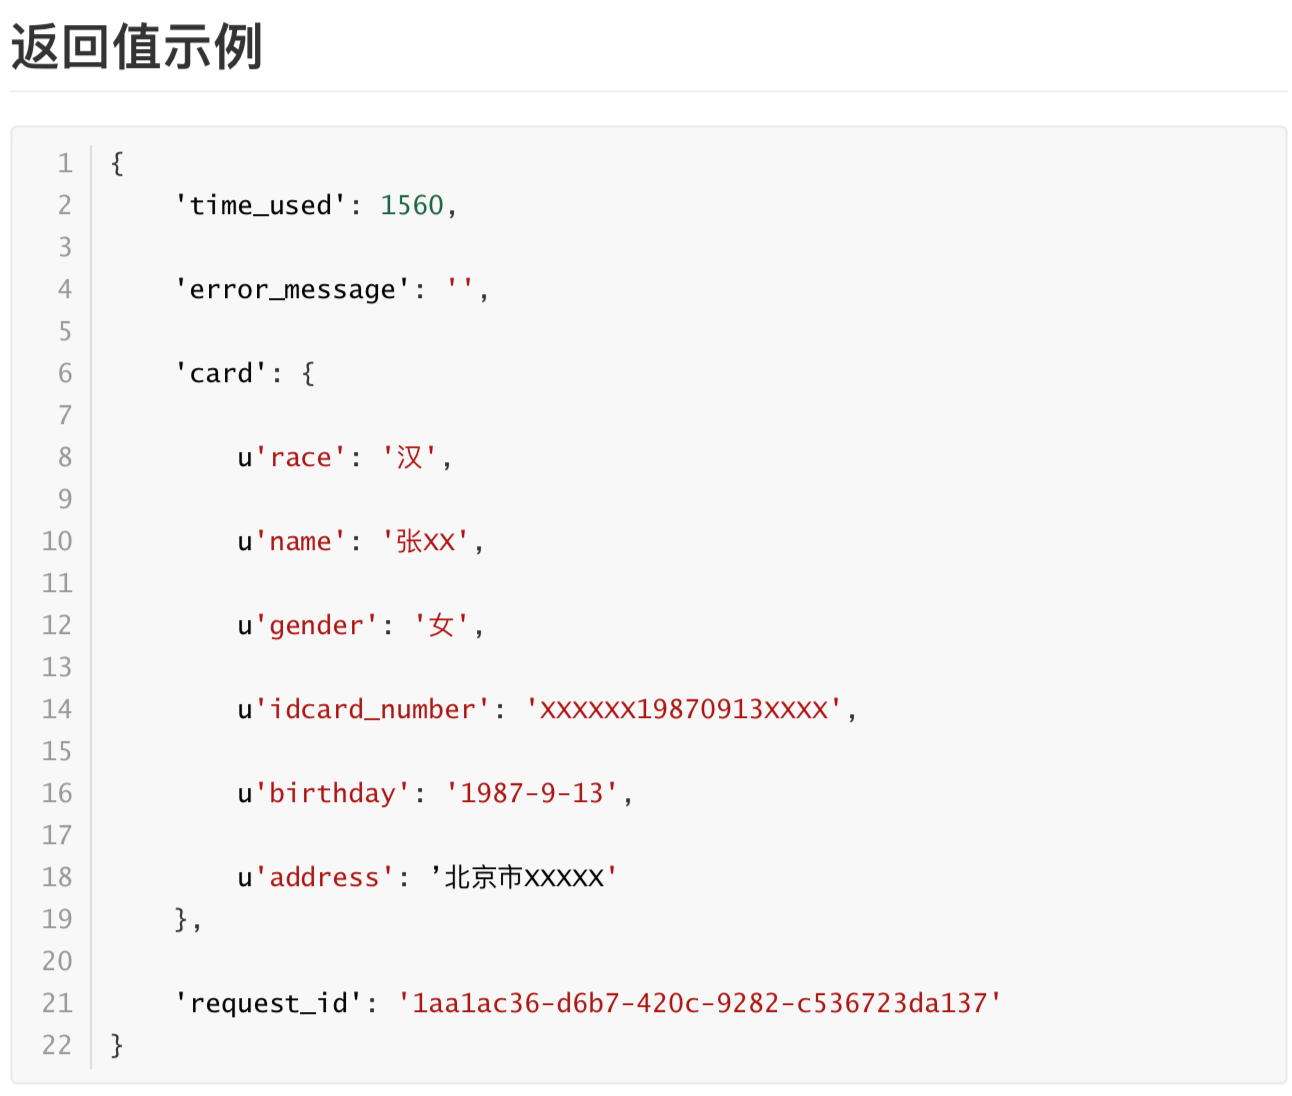 返回值示例
1 {
2     'time_used': 1560,
3
4     'error_message': '',
5
6     'card': {
7
8         u'race': '汉',
9
10         u'name': '张XX',
11
12         u'gender': '女',
13
14         u'idcard_number': 'XXXXXX19870913XXXX',
15
16         u'birthday': '1987-9-13',
17
18         u'address': ’北京市XXXXX'
19     },
20
21     'request_id': '1aa1ac36-d6b7-420c-9282-c536723da137'
22 }